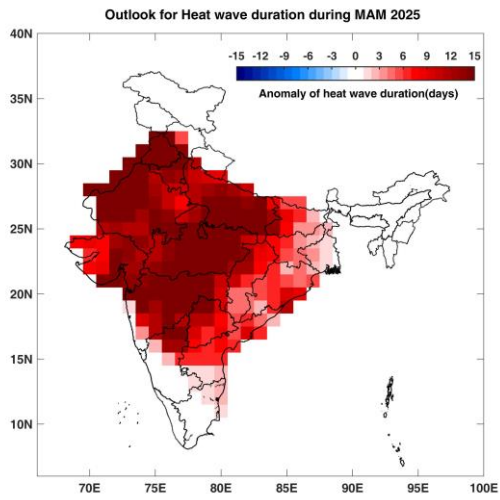 Outlook for Heat wave duration during MAM 2025
40N
-15 -12 -9 -6 -3 0 3 6 9 12 15
Anomaly of heat wave duration(days)
35N
30N
25N
20N
15N
10N
70E 75E 80E 85E 90E 95E 100E